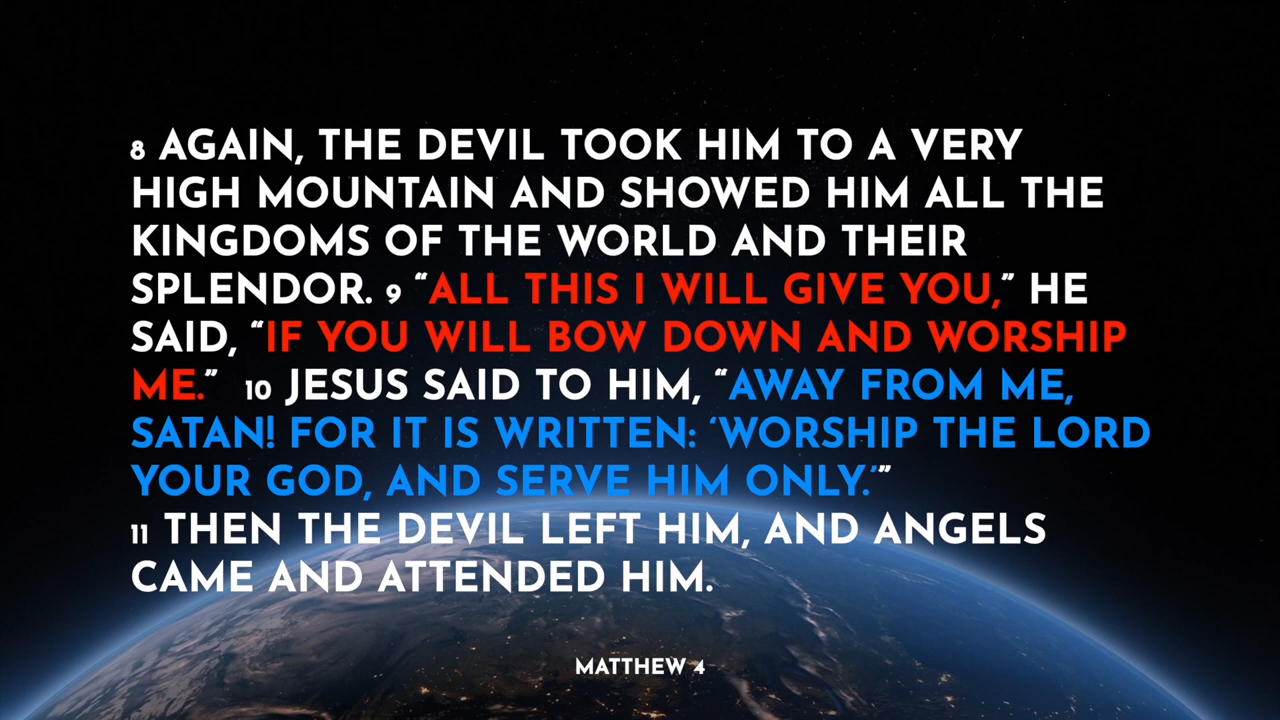 8 AGAIN, THE DEVIL TOOK HIM TO A VERY
HIGH MOUNTAIN AND SHOWED HIM ALL THE
KINGDOMS OF THE WORLD AND THEIR
SPLENDOR. 9 “ALL THIS I WILL GIVE YOU,” HE
SAID, “IF YOU WILL BOW DOWN AND WORSHIP
ME.” 10 JESUS SAID TO HIM, “AWAY FROM ME,
SATAN! FOR IT IS WRITTEN: ‘WORSHIP THE LORD
YOUR GOD, AND SERVE HIM ONLY.’”
11 THEN THE DEVIL LEFT HIM, AND ANGELS
CAME AND ATTENDED HIM.
MATTHEW 4